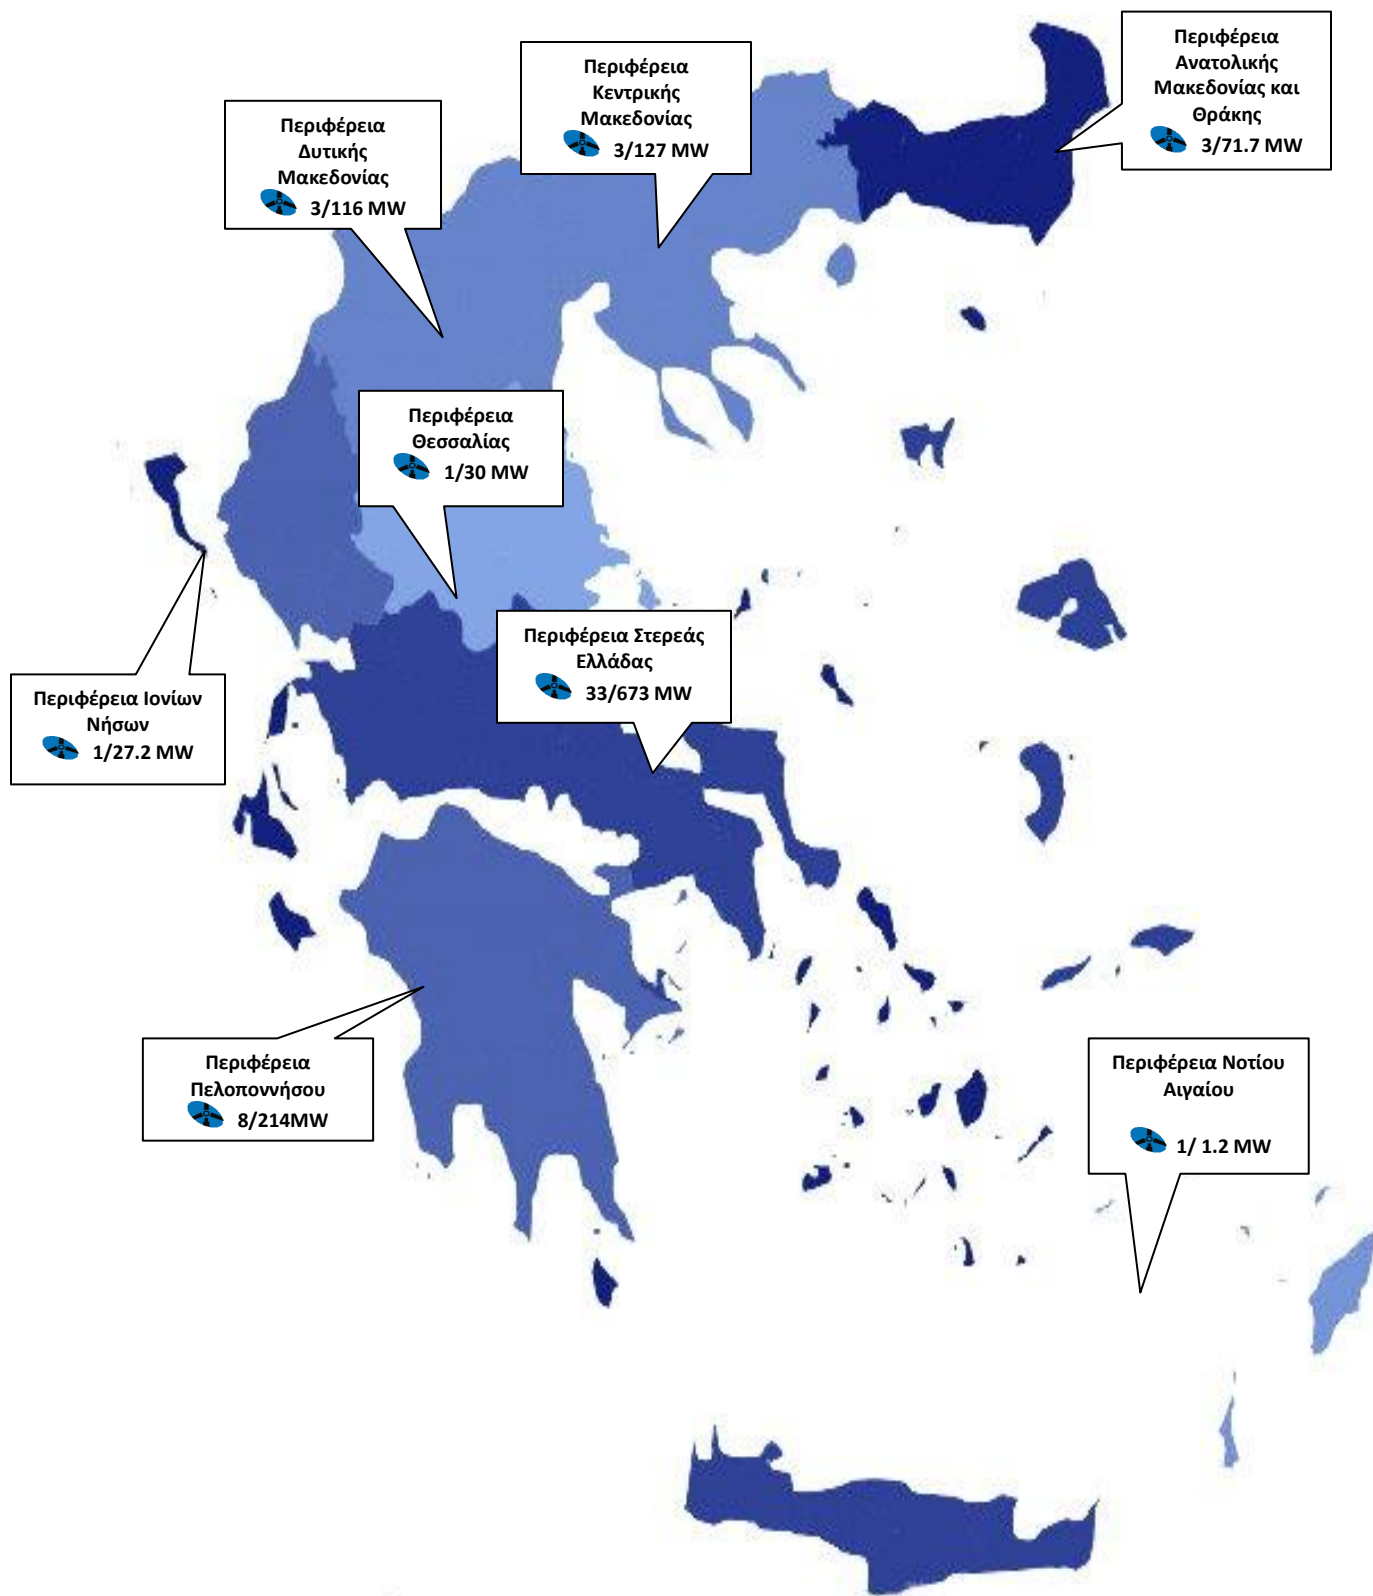 Περιφέρεια
Ανατολικής
Μακεδονίας και
Θράκης
3/71.7 MW
Περιφέρεια
Κεντρικής
Μακεδονίας
3/127 MW
Περιφέρεια
Δυτικής
Μακεδονίας
3/116 MW
Περιφέρεια
Θεσσαλίας
1/30 MW
Περιφέρεια Στερεάς
Ελλάδας
33/673 MW
Περιφέρεια Ιονίων
Νήσων
1/27.2 MW
Περιφέρεια
Πελοποννήσου
8/214MW
Περιφέρεια Νοτίου
Αιγαίου
1/ 1.2 MW